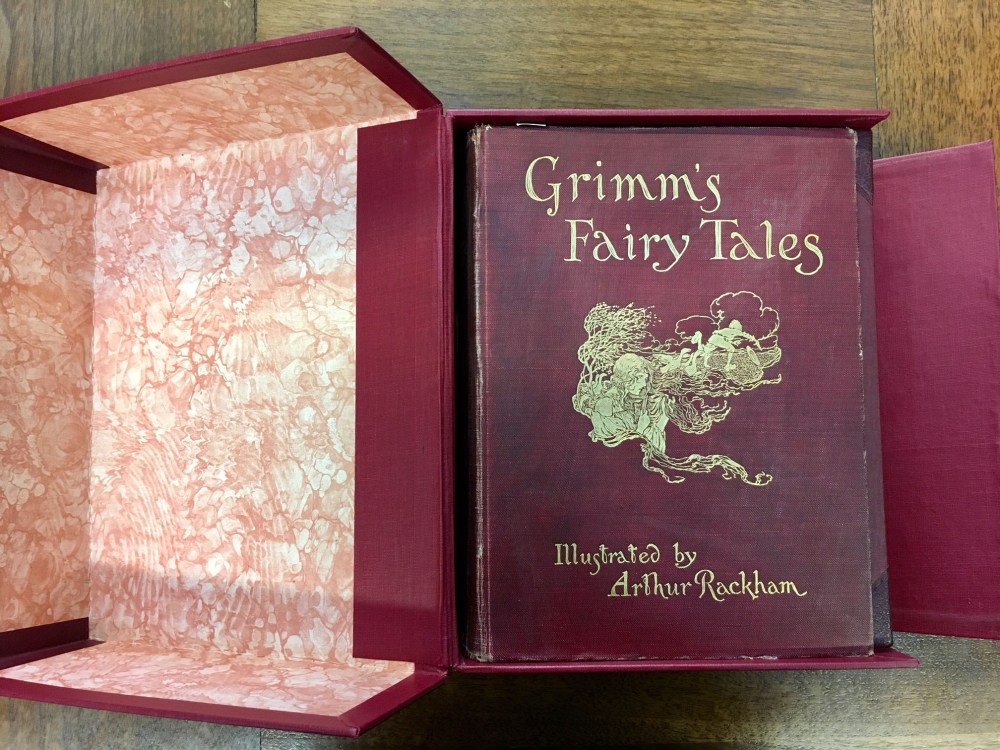 Grimm's
Fairy Tales
Illustrated by
Arthur Rackham